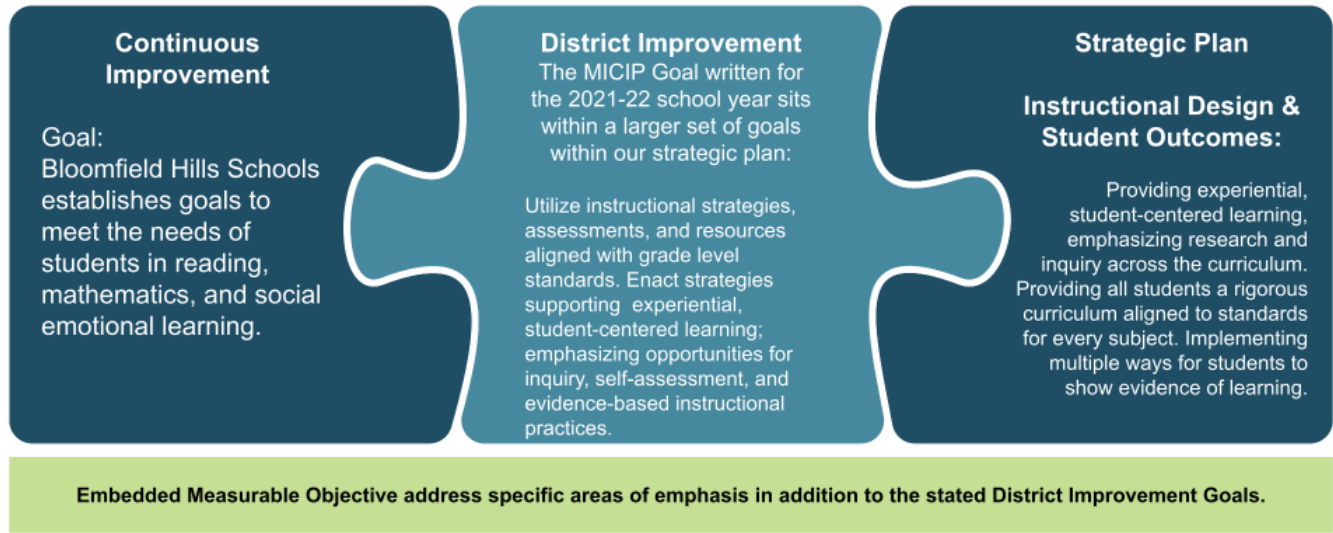 Continuous
Improvement
Goal:
Bloomfield Hills Schools
establishes goals to
meet the needs of
students in reading,
mathematics, and social
emotional learning.
District Improvement
The MICIP Goal written for
the 2021-22 school year sits
within a larger set of goals
within our strategic plan:
Utilize instructional strategies,
assessments, and resources
aligned with grade level
standards. Enact strategies
supporting experiential,
student-centered learning;
emphasizing opportunities for
inquiry, self-assessment, and
evidence-based instructional
practices.
Strategic Plan
Instructional Design &
Student Outcomes:
Providing experiential,
student-centered learning,
emphasizing research and
inquiry across the curriculum.
Providing all students a rigorous
curriculum aligned to standards
for every subject. Implementing
multiple ways for students to
show evidence of learning.
Embedded Measurable Objective address specific areas of emphasis in addition to the stated District Improvement Goals.